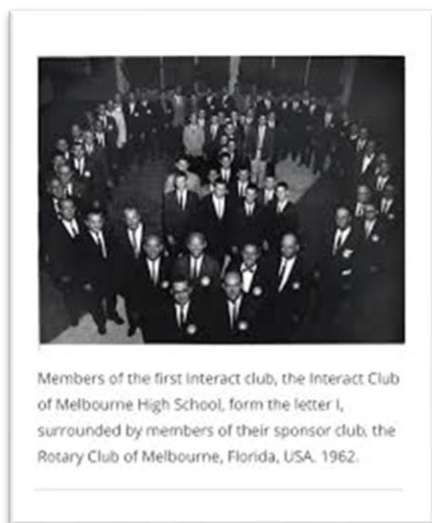 Members of the first Interact club, the Interact Club
of Melbourne High School, form the letter I,
surrounded by members of their sponsor club, the
Rotary Club of Melbourne, Florida, USA. 1962.